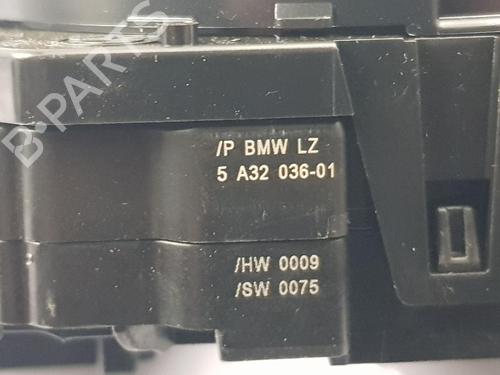 B-PARTS
/P BMW LZ
5 A32 036-01
/HW 0009
/SW 0075